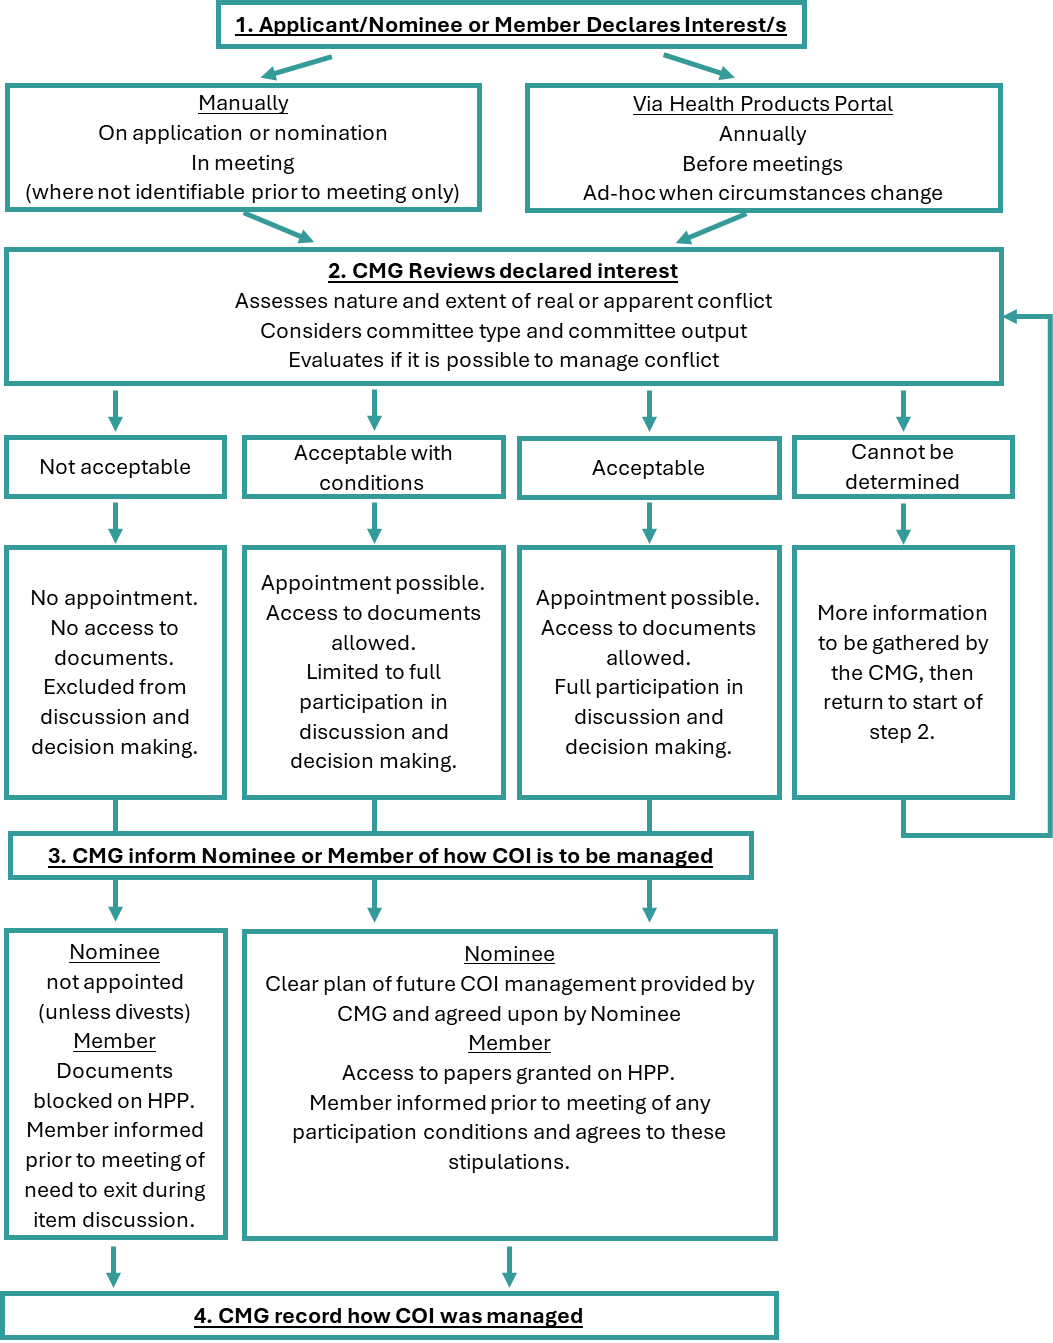 1. Applicant/Nominee or Member Declares Interest/s
Manually
On application or nomination
In meeting
(where not identifiable prior to meeting only)
Via Health Products Portal
Annually
Before meetings
Ad-hoc when circumstances change
2. CMG Reviews declared interest
Assesses nature and extent of real or apparent conflict
Considers committee type and committee output
Evaluates if it is possible to manage conflict
Not acceptable
Acceptable with
conditions
Acceptable
Cannot be
determined
No appointment.
No access to
documents.
Excluded from
discussion and
decision making.
Appointment possible.
Access to documents
allowed.
Limited to full
participation in
discussion and
decision making.
Appointment possible.
Access to documents
allowed.
Full participation in
discussion and
decision making.
More information
to be gathered by
the CMG, then
return to start of
step 2.
3. CMG inform Nominee or Member of how COI is to be managed
Nominee
not appointed
(unless divests)
Member
Documents
blocked on HPP.
Member informed
prior to meeting of
need to exit during
item discussion.
Nominee
Clear plan of future COI management provided by
CMG and agreed upon by Nominee
Member
Access to papers granted on HPP.
Member informed prior to meeting of any
participation conditions and agrees to these
stipulations.
4. CMG record how COI was managed